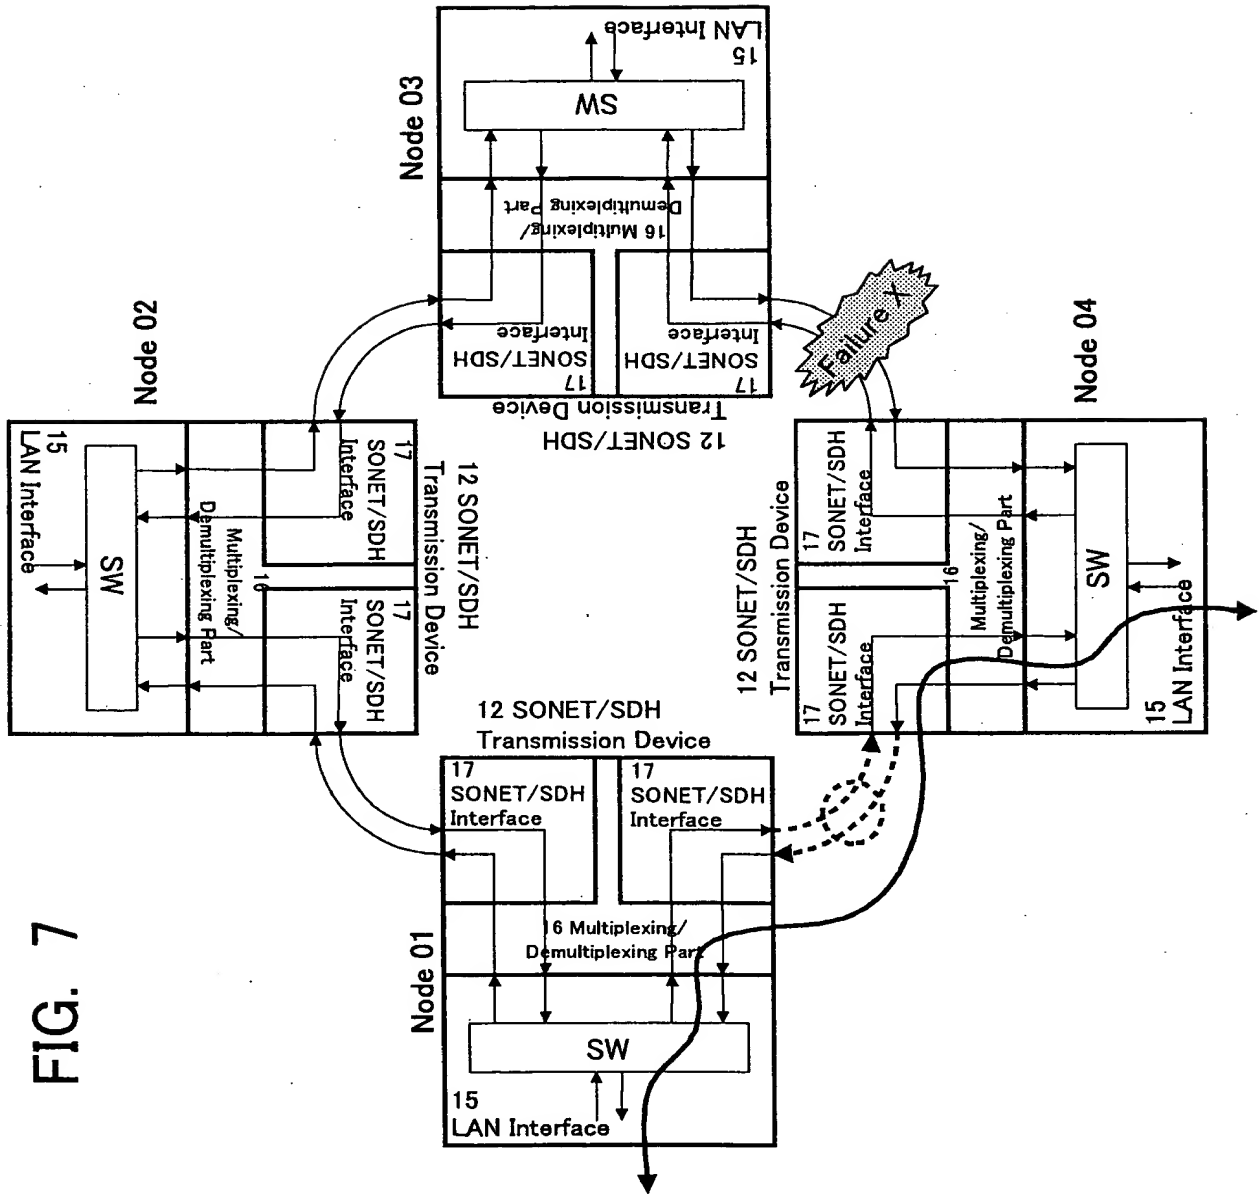 FIG. 7
Node 03
15
LAN Interface
SW
16 Multiplexing/
Demultiplexing Part
17
SONET/SDH
Interface
17
SONET/SDH
Interface
12 SONET/SDH
Transmission Device
Failure X
Node 02
15
LAN Interface
SW
16
Multiplexing/
Demultiplexing Part
17
SONET/SDH
Interface
17
SONET/SDH
Interface
12 SONET/SDH
Transmission Device
Node 04
17
SONET/SDH
Interface
17
SONET/SDH
Interface
12 SONET/SDH
Transmission Device
16
Multiplexing/
Demultiplexing Part
SW
15
LAN Interface
12 SONET/SDH
Transmission Device
17
SONET/SDH
Interface
17
SONET/SDH
Interface
Node 01
16 Multiplexing/
Demultiplexing Part
SW
15
LAN Interface